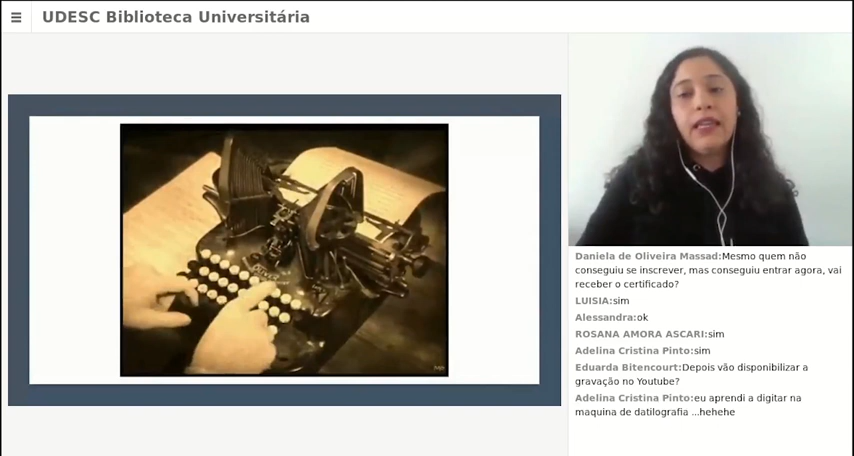 UDESC Biblioteca Universitária
Daniela de Oliveira Massad:Mesmo quem não
conseguiu se inscrever, mas conseguiu entrar agora, vai
receber o certificado?
LUISIA:sim
Alessandra:ok
ROSANA AMORA ASCARI:sim
Adelina Cristina Pinto:sim
Eduarda Bitencourt:Depois vão disponibilizar a
gravação no Youtube?
Adelina Cristina Pinto:eu aprendi a digitar na
maquina de datilografia ...hehehe